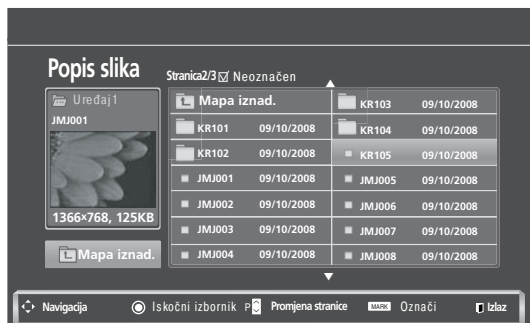 Popis slika
Stranica2/3 Neoznačen
Uređaj1
JMJ001
1366×768, 125KB
Mapa iznad.
Mapa iznad.
KR101 09/10/2008
KR102 09/10/2008
JMJ001 09/10/2008
JMJ002 09/10/2008
JMJ003 09/10/2008
JMJ004 09/10/2008
KR103 09/10/2008
KR104 09/10/2008
KR105 09/10/2008
JMJ005 09/10/2008
JMJ006 09/10/2008
JMJ007 09/10/2008
JMJ008 09/10/2008
Navigacija Iskočni izbornik P Promjena stranice MARK Označi Izlaz